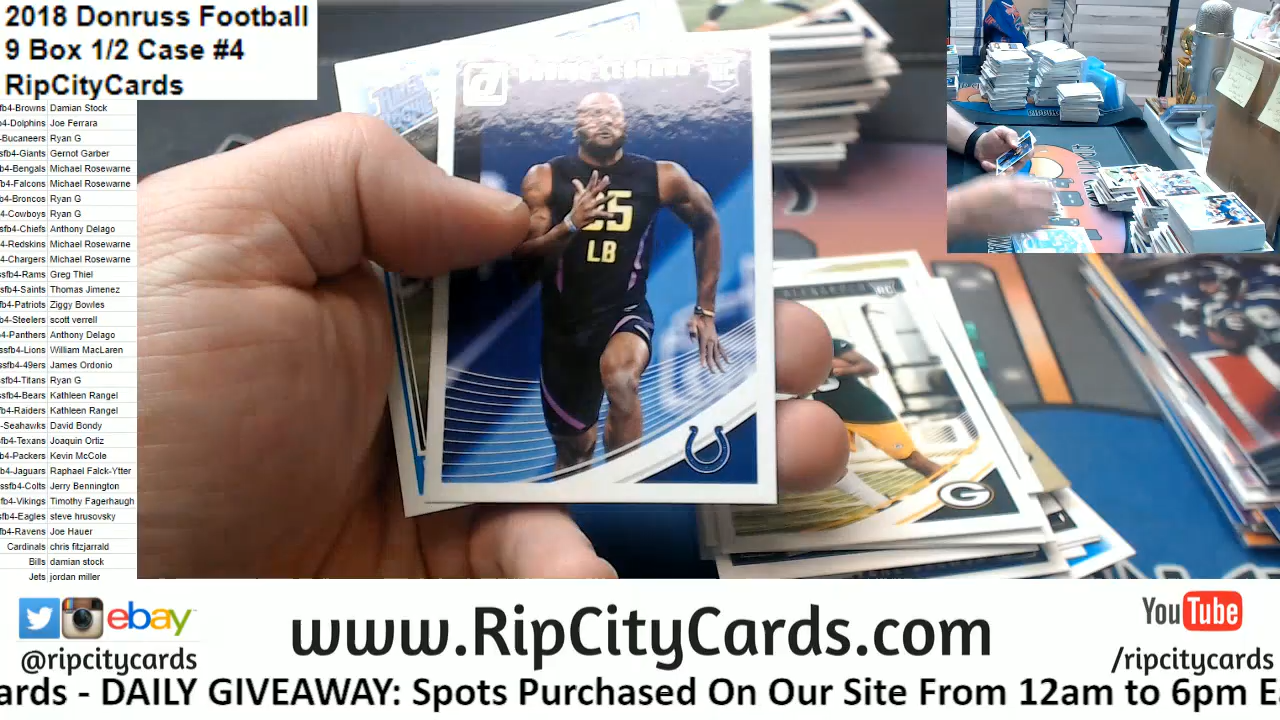 2018 Donruss Football
9 Box 1/2 Case #4
RipCityCards
fb4-Browns Damian Stock
fb4-Dolphins Joe Ferrara
-Bucaneers Ryan G
sfb4-Giants Gernot Garber
b4-Bengals Michael Rosewarne
fb4-Falcons Michael Rosewarne
b4-Broncos Ryan G
4-Cowboys Ryan G
fb4-Chiefs Anthony Delago
4-Redskins Michael Rosewarne
-Chargers Michael Rosewarne
ssfb4-Rams Greg Thiel
sfb4-Saints Thomas Jimenez
fb4-Patriots Ziggy Bowles
4-Steelers scott verrell
4-Panthers Anthony Delago
ssfb4-Lions William MacLaren
sfb4-49ers James Ordonio
sfb4-Titans Ryan G
sfb4-Bears Kathleen Rangel
b4-Raiders Kathleen Rangel
-Seahawks David Bondy
fb4-Texans Joaquin Ortiz
b4-Packers Kevin McCole
b4-Jaguars Raphael Falck-Ytter
ssfb4-Colts Jerry Bennington
b4-Vikings Timothy Fagerhaugh
sfb4-Eagles steve hrusovsky
fb4-Ravens Joe Hauer
Cardinals chris fitzjarrald
Bills damian stock
Jets jordan miller
LB
G
ebay
@ripcitycards
www.RipCityCards.com
YouTube
/ripcitycards
ards - DAILY GIVEAWAY: Spots Purchased On Our Site From 12am to 6pm E